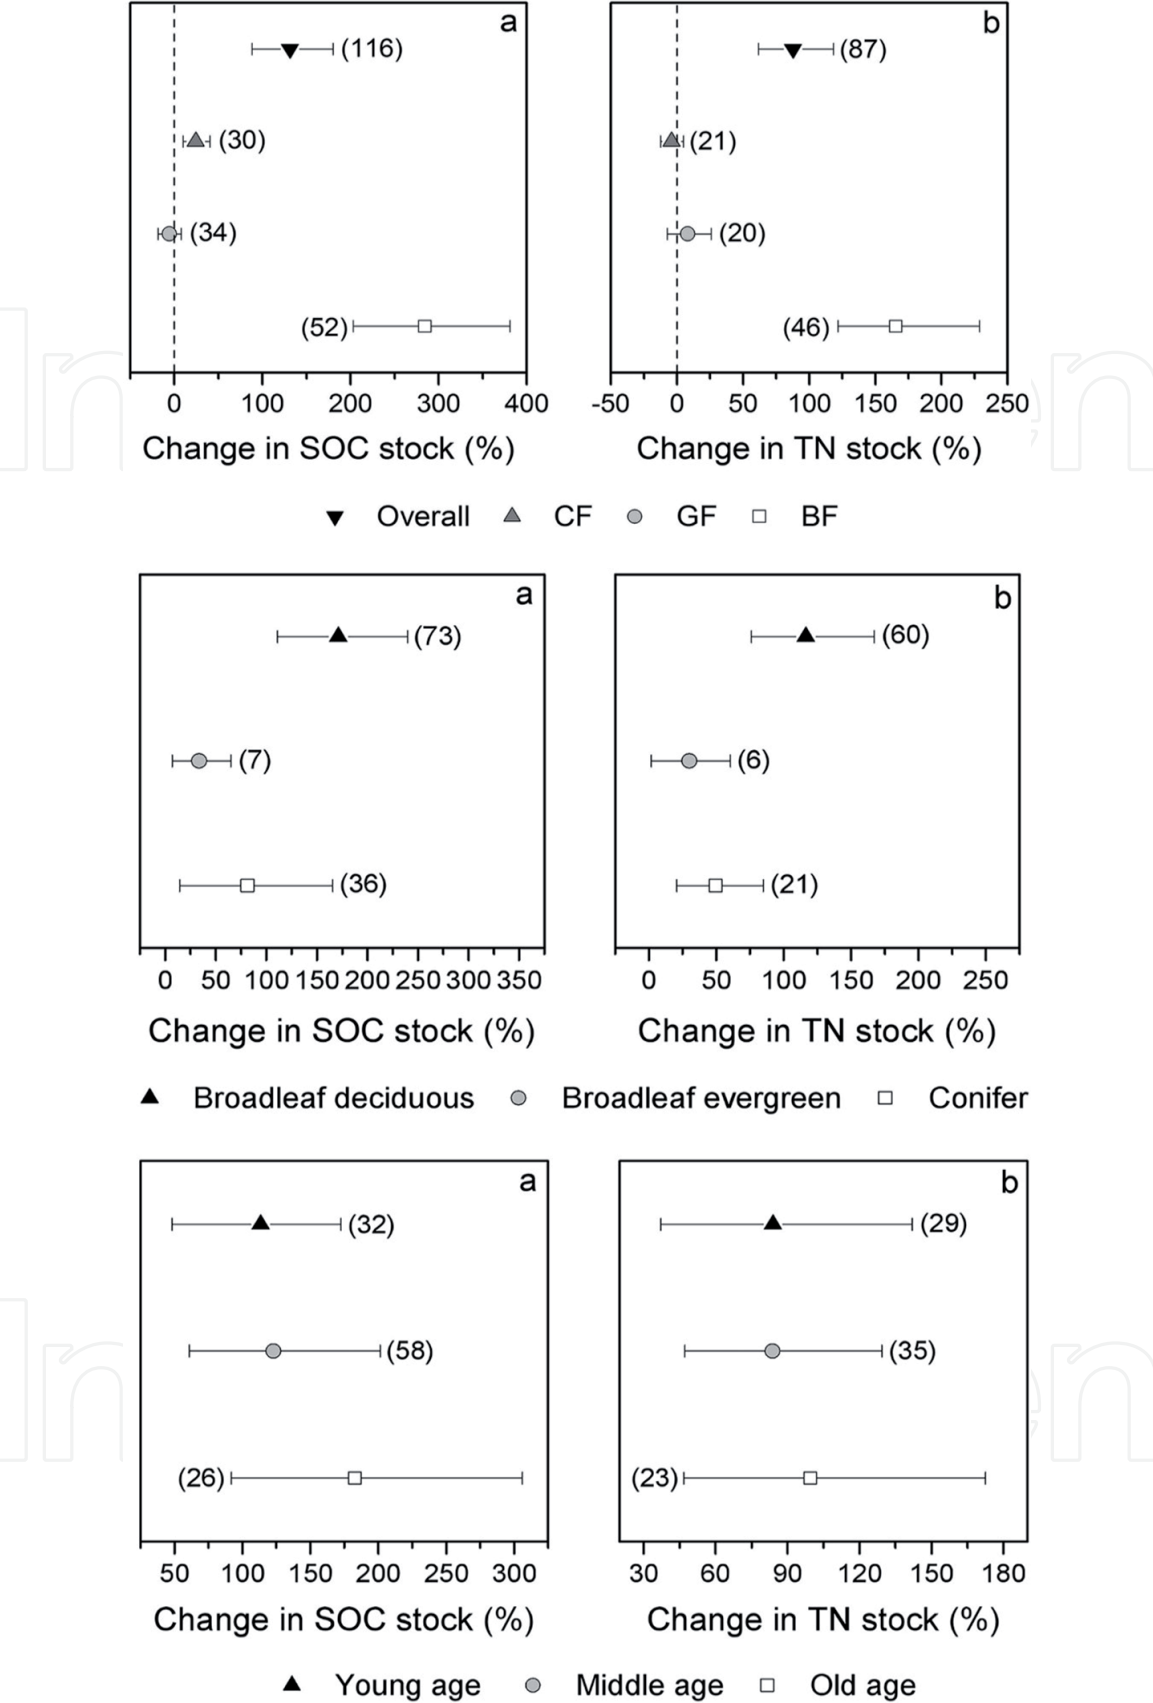 a
b
(116)
(87)
(30)
(21)
(34)
(20)
(52)
(46)
0 100 200 300 400
-50 0 50 100 150 200 250
Change in SOC stock (%)
Change in TN stock (%)
Overall CF GF BF
a
b
(73)
(60)
(7)
(6)
(36)
(21)
0 50 100 150 200 250 300 350
0 50 100 150 200 250
Change in SOC stock (%)
Change in TN stock (%)
Broadleaf deciduous Broadleaf evergreen Conifer
a
b
(32)
(29)
(58)
(35)
(26)
(23)
50 100 150 200 250 300
30 60 90 120 150 180
Change in SOC stock (%)
Change in TN stock (%)
Young age Middle age Old age